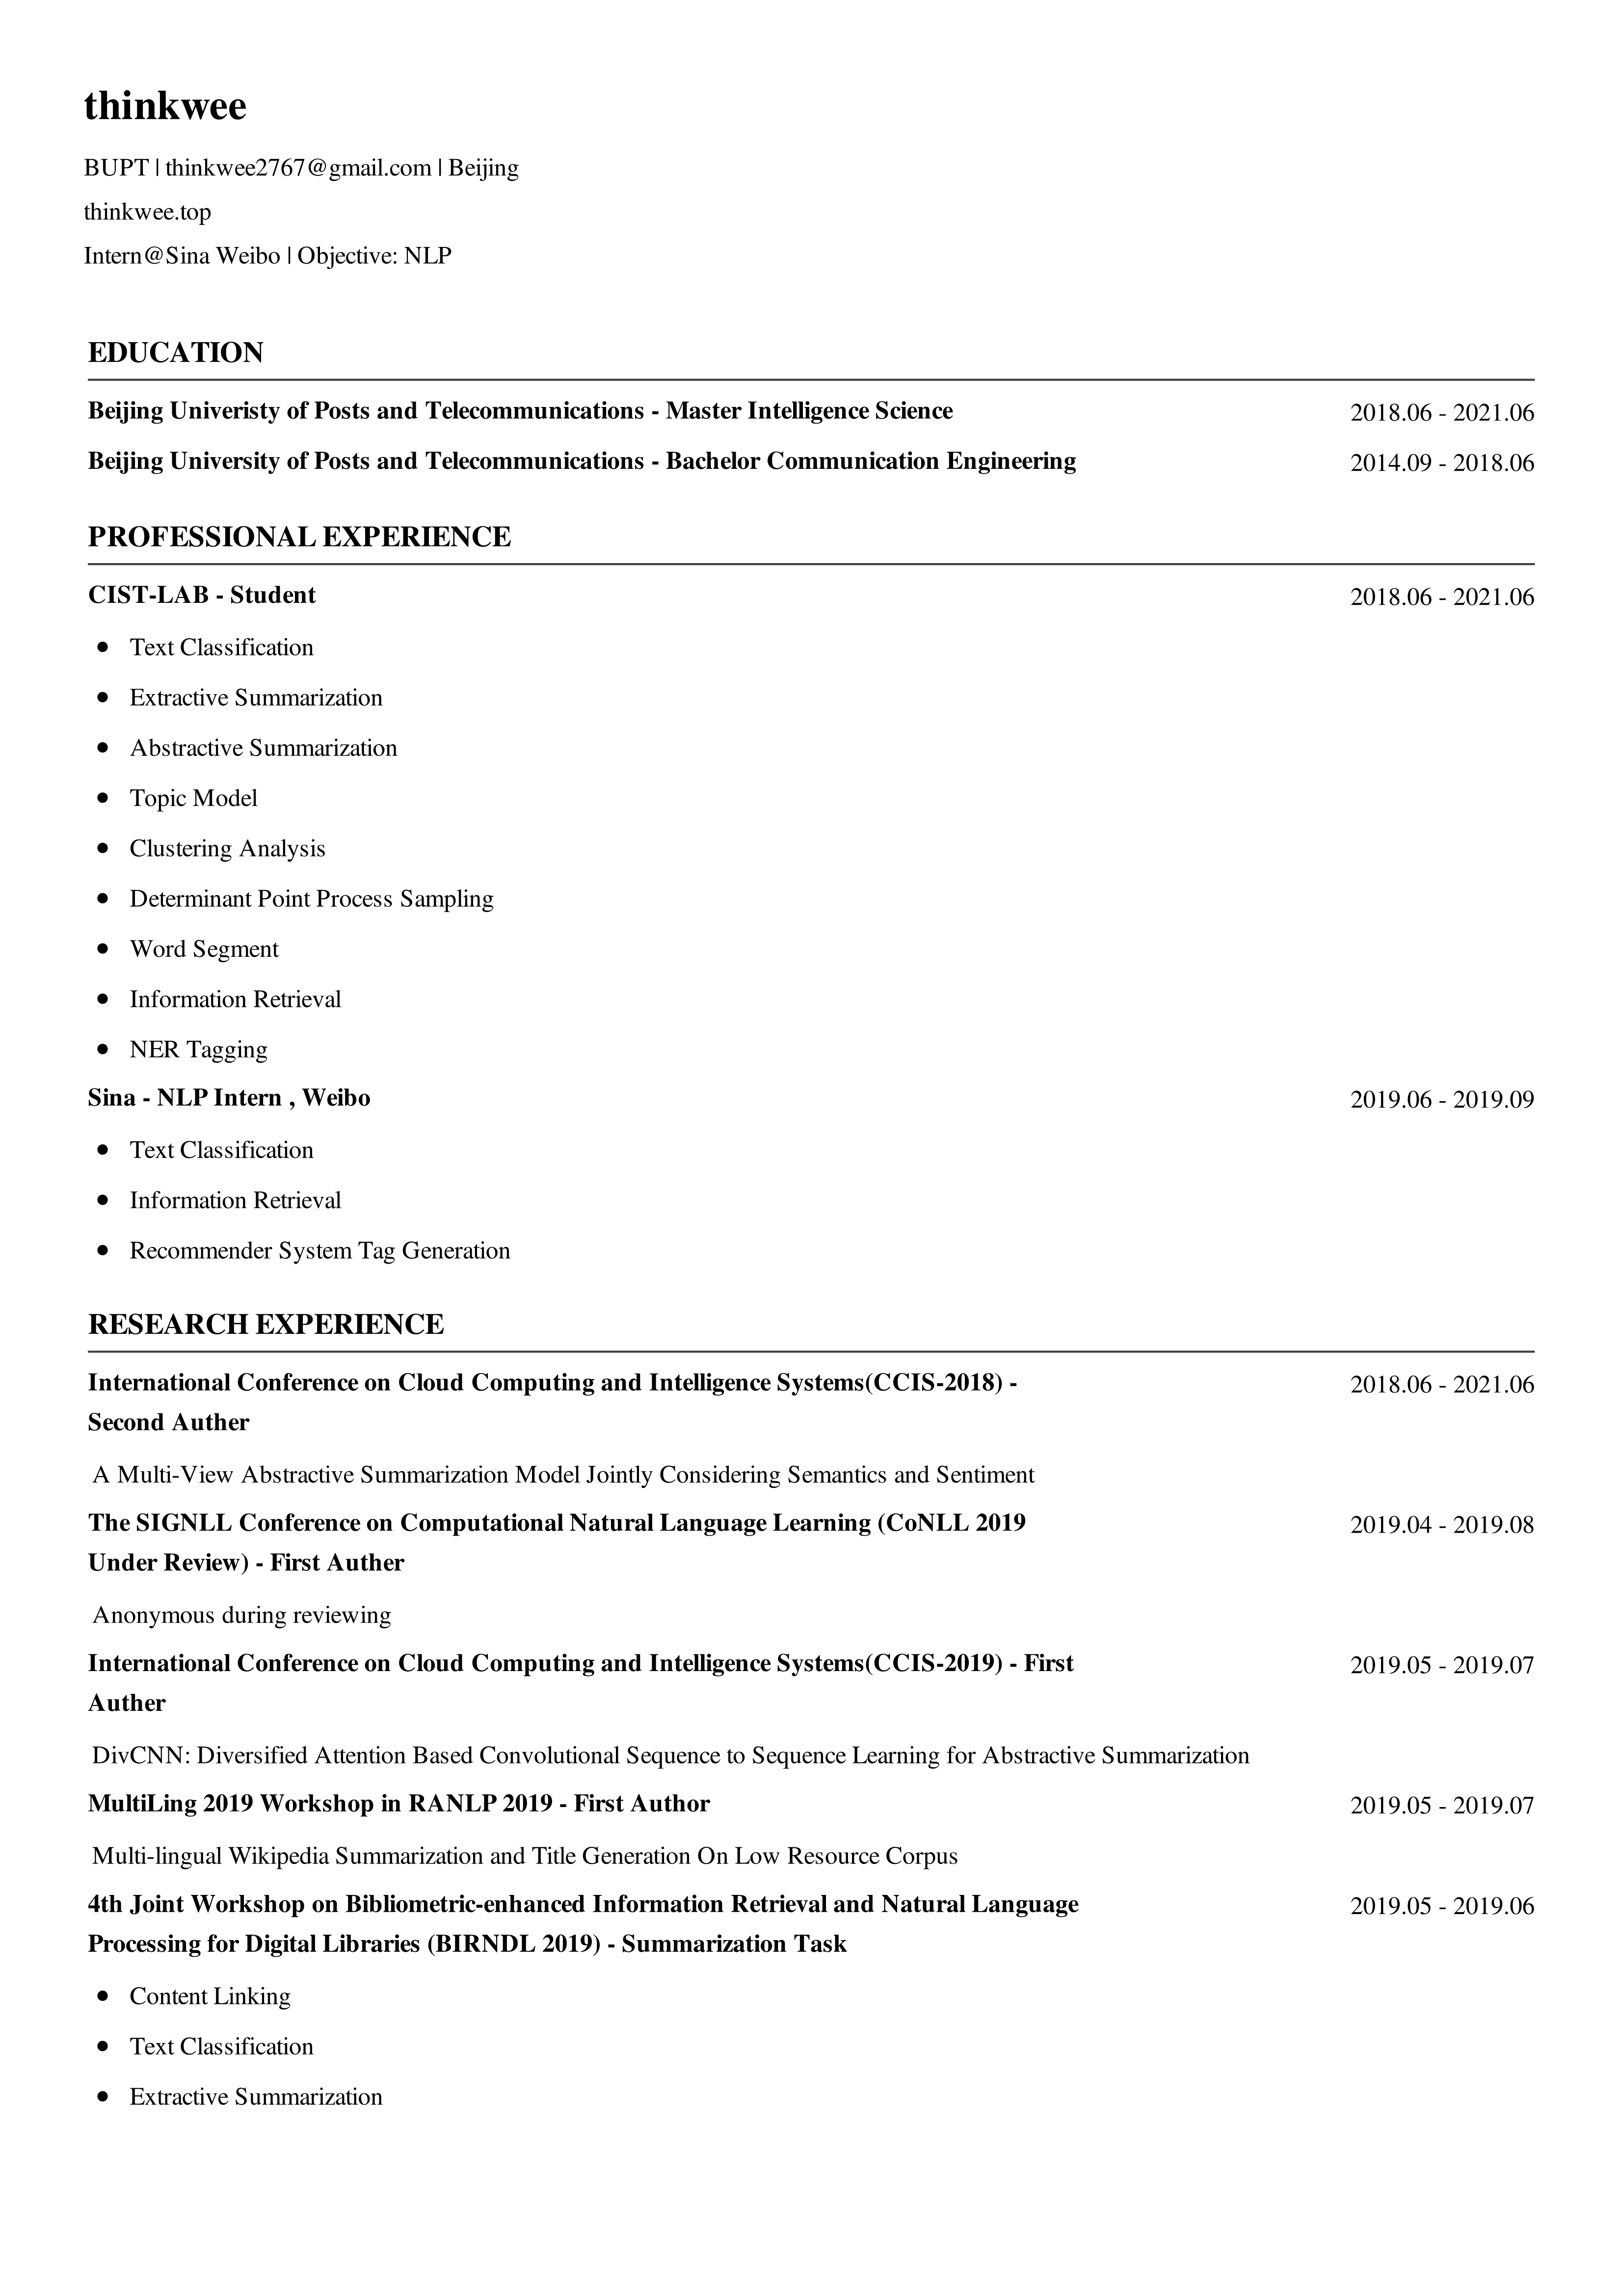 thinkwee
BUPT | thinkwee2767@gmail.com | Beijing
thinkwee.top
Intern@Sina Weibo | Objective: NLP
EDUCATION
Beijing Univeristy of Posts and Telecommunications - Master Intelligence Science 2018.06 - 2021.06
Beijing University of Posts and Telecommunications - Bachelor Communication Engineering 2014.09 - 2018.06
PROFESSIONAL EXPERIENCE
CIST-LAB - Student 2018.06 - 2021.06
• Text Classification
• Extractive Summarization
• Abstractive Summarization
• Topic Model
• Clustering Analysis
• Determinant Point Process Sampling
• Word Segment
• Information Retrieval
• NER Tagging
Sina - NLP Intern , Weibo 2019.06 - 2019.09
• Text Classification
• Information Retrieval
• Recommender System Tag Generation
RESEARCH EXPERIENCE
International Conference on Cloud Computing and Intelligence Systems(CCIS-2018) - 2018.06 - 2021.06
Second Auther
A Multi-View Abstractive Summarization Model Jointly Considering Semantics and Sentiment
The SIGNLL Conference on Computational Natural Language Learning (CoNLL 2019 2019.04 - 2019.08
Under Review) - First Auther
Anonymous during reviewing
International Conference on Cloud Computing and Intelligence Systems(CCIS-2019) - First 2019.05 - 2019.07
Auther
DivCNN: Diversified Attention Based Convolutional Sequence to Sequence Learning for Abstractive Summarization
MultiLing 2019 Workshop in RANLP 2019 - First Author 2019.05 - 2019.07
Multi-lingual Wikipedia Summarization and Title Generation On Low Resource Corpus
4th Joint Workshop on Bibliometric-enhanced Information Retrieval and Natural Language 2019.05 - 2019.06
Processing for Digital Libraries (BIRNDL 2019) - Summarization Task
• Content Linking
• Text Classification
• Extractive Summarization